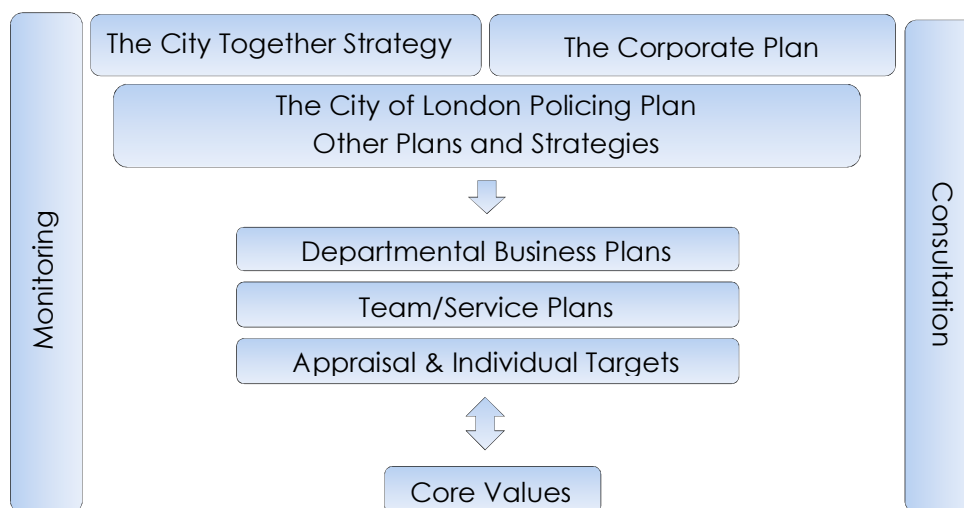 The City Together Strategy
The Corporate Plan
The City of London Policing Plan
Other Plans and Strategies
Monitoring
Consultation
Departmental Business Plans
Team/Service Plans
Appraisal & Individual Targets
Core Values